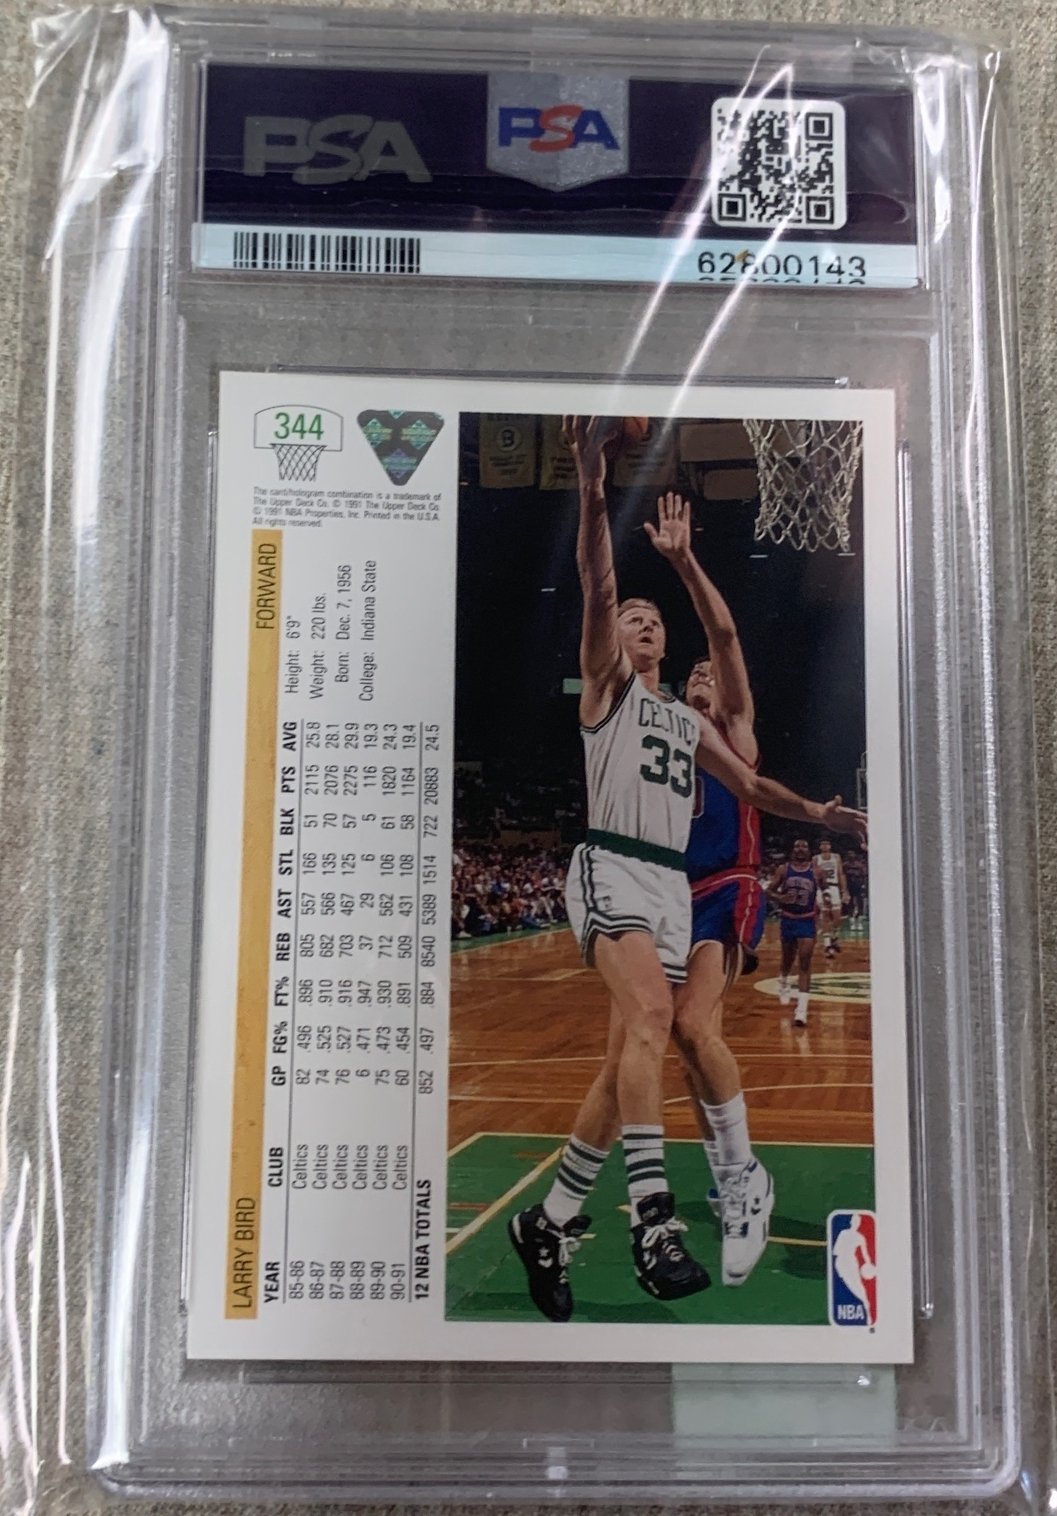 PSA
PSA
62800143
344
The card/hologram combination is a trademark of
The Upper Deck Co. © 1991 The Upper Deck Co.
© 1991 NBA Properties, Inc. Printed in the U.S.A.
All rights reserved.
LARRY BIRD FORWARD
Height: 6'9"
Weight: 220 lbs.
Born: Dec. 7, 1956
College: Indiana State
YEAR CLUB GP FG% FT% REB AST STL BLK PTS AVG
85-86 Celtics 82 .496 .896 805 557 166 51 2115 25.8
86-87 Celtics 74 .525 .910 682 566 135 70 2076 28.1
87-88 Celtics 76 .527 .916 703 467 125 57 2275 29.9
88-89 Celtics 6 .471 .947 37 29 6 5 116 19.3
89-90 Celtics 75 .473 .930 712 562 106 61 1820 24.3
90-91 Celtics 60 .454 .891 509 431 108 58 1164 19.4
12 NBA TOTALS 852 .497 .884 8540 5389 1514 722 20883 24.5
CELTICS
33
NBA